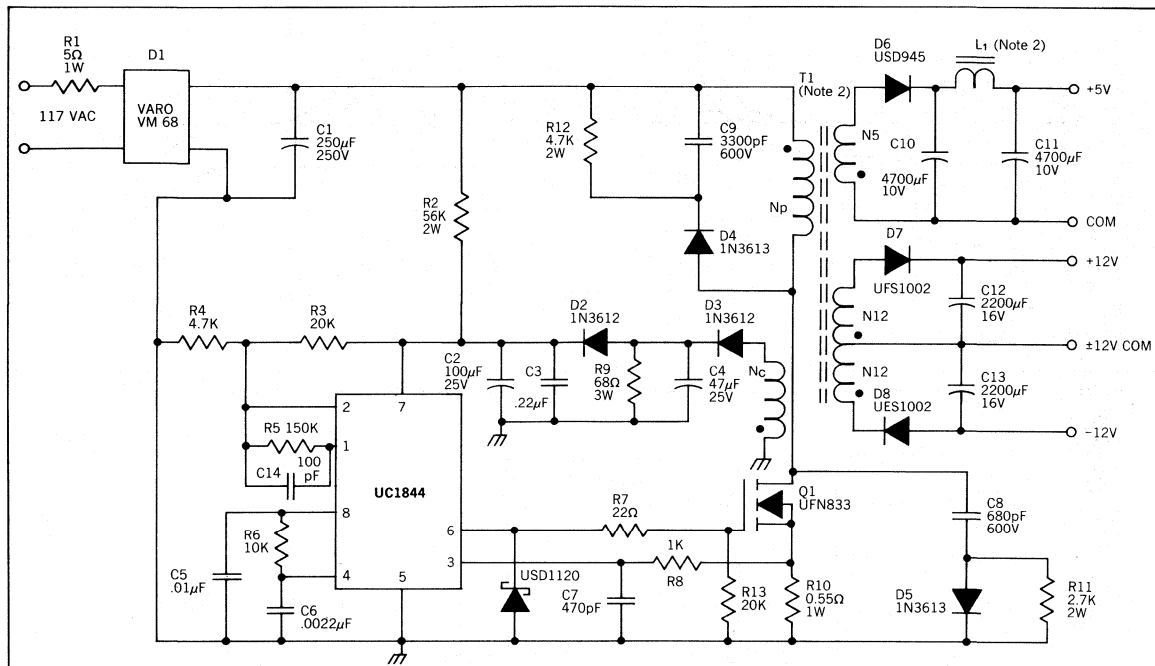 R1
5Ω
1W
D1
VARO
VM 68
117 VAC
C1
250µF
250V
R2
56K
2W
R12
4.7K
2W
C9
3300pF
600V
D4
1N3613
T1
(Note 2)
Np
N5
D6
USD945
L1 (Note 2)
C10
4700µF
10V
C11
4700µF
10V
+5V
COM
D7
UFS1002
+12V
C12
2200µF
16V
N12
±12V COM
N12
C13
2200µF
16V
D8
UES1002
-12V
R4
4.7K
R3
20K
C2
100µF
25V
C3
.22µF
D2
1N3612
R9
68Ω
3W
D3
1N3612
C4
47µF
25V
Nc
2
7
R5 150K
1
C14
100
pF
UC1844
8
R6
10K
6
C5
.01µF
4
5
3
C6
.0022µF
USD1120
R7
22Ω
1K
R8
C7
470pF
R13
20K
Q1
UFN833
R10
0.55Ω
1W
C8
680pF
600V
D5
1N3613
R11
2.7K
2W